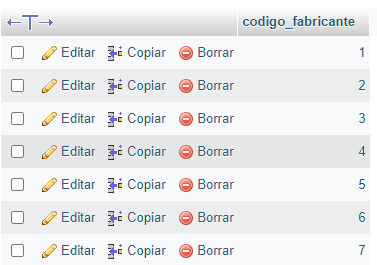 codigo_fabricante
Editar Copiar Borrar 1
Editar Copiar Borrar 2
Editar Copiar Borrar 3
Editar Copiar Borrar 4
Editar Copiar Borrar 5
Editar Copiar Borrar 6
Editar Copiar Borrar 7